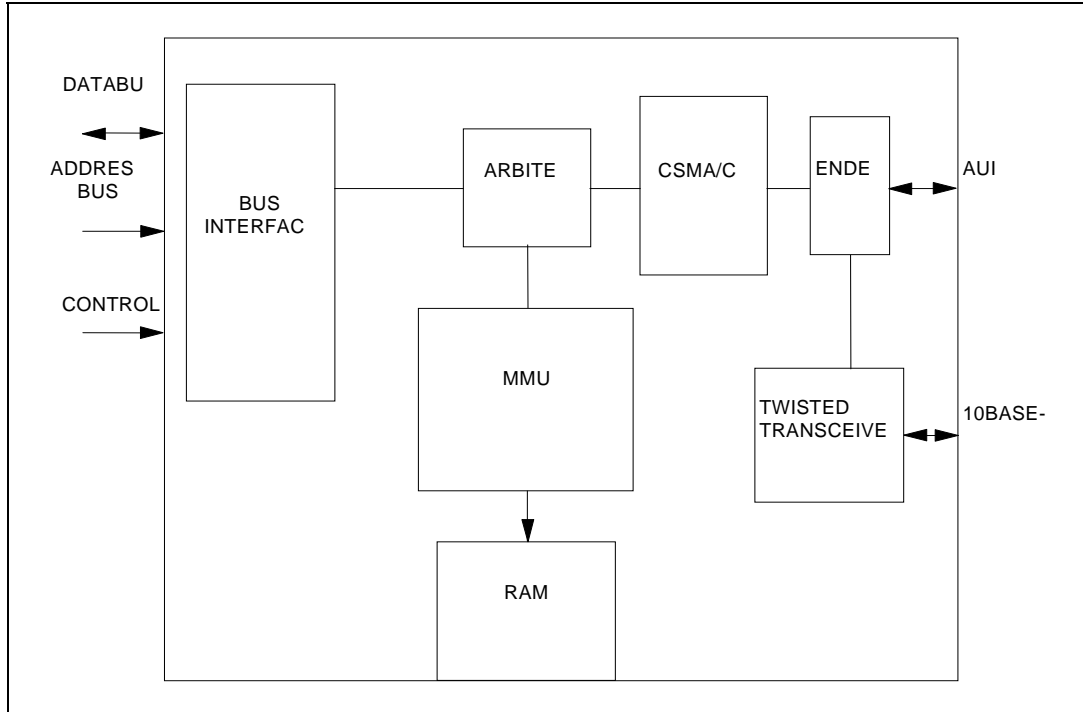 DATABU
ADDRES
BUS
CONTROL
BUS
INTERFAC
ARBITE
CSMA/C
ENDE
AUI
MMU
TWISTED
TRANSCEIVE
10BASE-
RAM